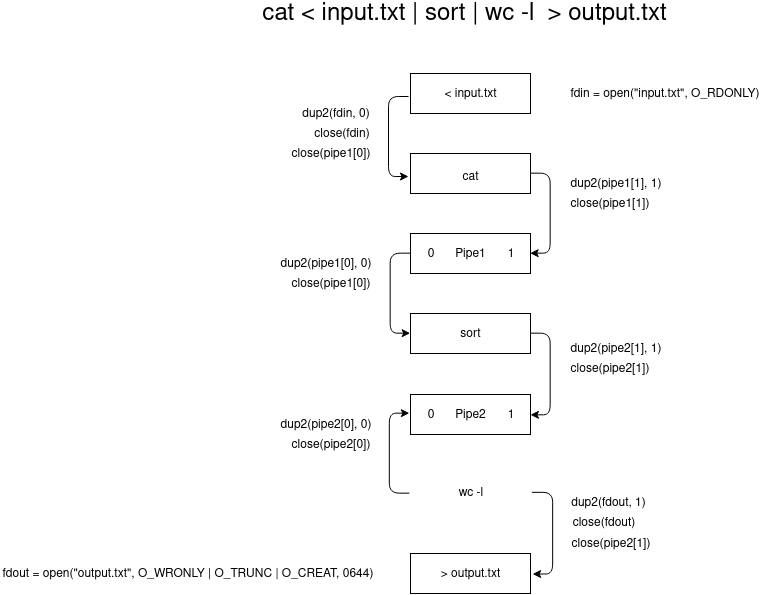 cat < input.txt | sort | wc -l > output.txt
< input.txt
fdin = open("input.txt", O_RDONLY)
dup2(fdin, 0)
close(fdin)
close(pipe1[0])
cat
dup2(pipe1[1], 1)
close(pipe1[1])
0 Pipe1 1
dup2(pipe1[0], 0)
close(pipe1[0])
sort
dup2(pipe2[1], 1)
close(pipe2[1])
0 Pipe2 1
dup2(pipe2[0], 0)
close(pipe2[0])
wc -l
dup2(fdout, 1)
close(fdout)
close(pipe2[1])
fdout = open("output.txt", O_WRONLY | O_TRUNC | O_CREAT, 0644)
> output.txt